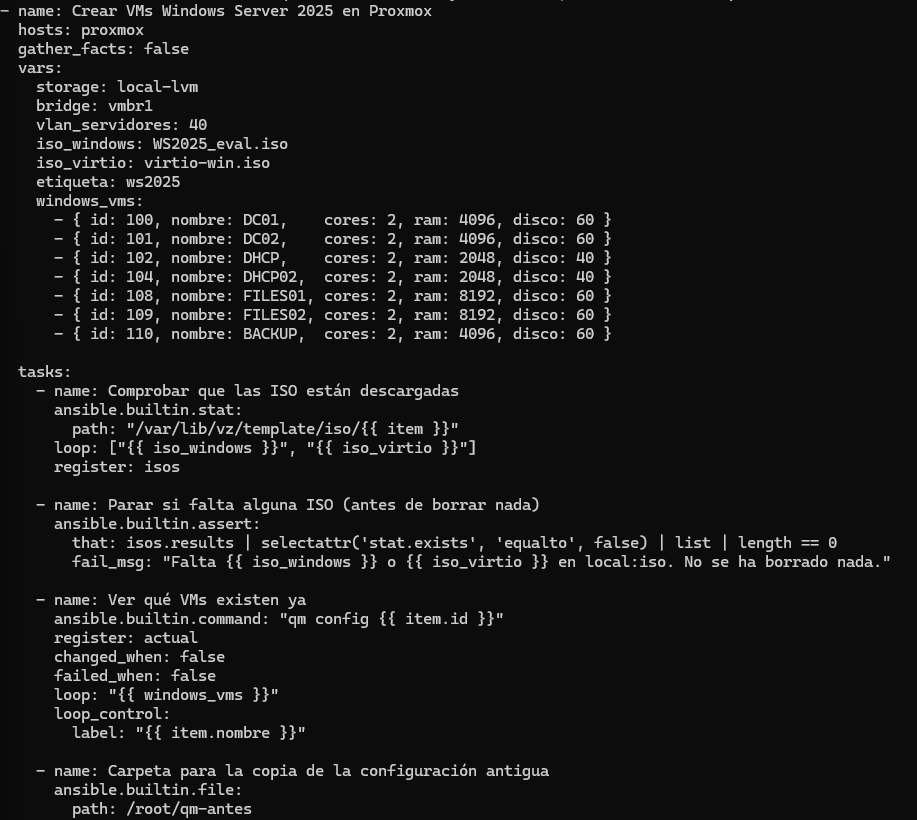 - name: Crear VMs Windows Server 2025 en Proxmox
  hosts: proxmox
  gather_facts: false
  vars:
    storage: local-lvm
    bridge: vmbr1
    vlan_servidores: 40
    iso_windows: WS2025_eval.iso
    iso_virtio: virtio-win.iso
    etiqueta: ws2025
    windows_vms:
      - { id: 100, nombre: DC01,    cores: 2, ram: 4096, disco: 60 }
      - { id: 101, nombre: DC02,    cores: 2, ram: 4096, disco: 60 }
      - { id: 102, nombre: DHCP,    cores: 2, ram: 2048, disco: 40 }
      - { id: 104, nombre: DHCP02,  cores: 2, ram: 2048, disco: 40 }
      - { id: 108, nombre: FILES01, cores: 2, ram: 8192, disco: 60 }
      - { id: 109, nombre: FILES02, cores: 2, ram: 8192, disco: 60 }
      - { id: 110, nombre: BACKUP,  cores: 2, ram: 4096, disco: 60 }

  tasks:
    - name: Comprobar que las ISO están descargadas
      ansible.builtin.stat:
        path: "/var/lib/vz/template/iso/{{ item }}"
      loop: ["{{ iso_windows }}", "{{ iso_virtio }}"]
      register: isos

    - name: Parar si falta alguna ISO (antes de borrar nada)
      ansible.builtin.assert:
        that: isos.results | selectattr('stat.exists', 'equalto', false) | list | length == 0
        fail_msg: "Falta {{ iso_windows }} o {{ iso_virtio }} en local:iso. No se ha borrado nada."

    - name: Ver qué VMs existen ya
      ansible.builtin.command: "qm config {{ item.id }}"
      register: actual
      changed_when: false
      failed_when: false
      loop: "{{ windows_vms }}"
      loop_control:
        label: "{{ item.nombre }}"

    - name: Carpeta para la copia de la configuración antigua
      ansible.builtin.file:
        path: /root/qm-antes